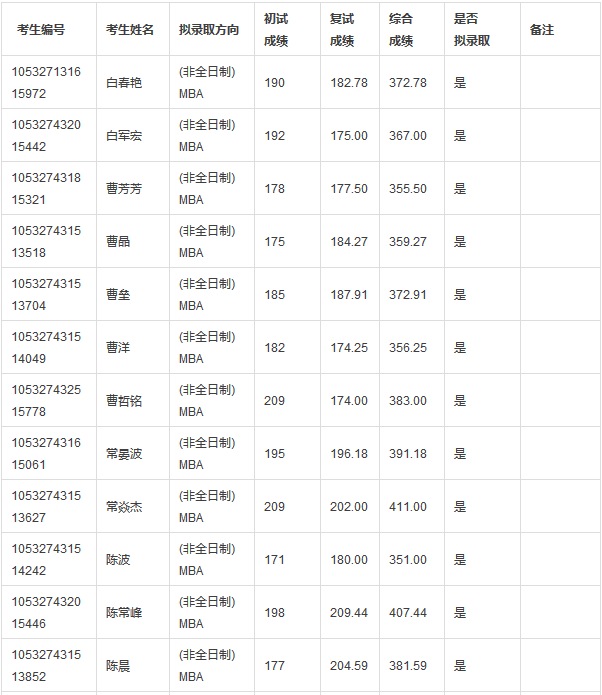 考生编号 考生姓名 拟录取方向 初试 复试 综合 是否 备注
成绩 成绩 成绩 拟录取
1053271316 (非全日制)
白春艳 190 182.78 372.78 是
15972 MBA
1053274320 (非全日制)
白军宏 192 175.00 367.00 是
15442 MBA
1053274318 (非全日制)
曹芳芳 178 177.50 355.50 是
15321 MBA
1053274315 (非全日制)
曹晶 175 184.27 359.27 是
13518 MBA
1053274315 (非全日制)
曹垒 185 187.91 372.91 是
13704 MBA
1053274315 (非全日制)
曹洋 182 174.25 356.25 是
14049 MBA
1053274325 (非全日制)
曹哲铭 209 174.00 383.00 是
15778 MBA
1053274316 (非全日制)
常晏波 195 196.18 391.18 是
15061 MBA
1053274315 (非全日制)
常焱杰 209 202.00 411.00 是
13627 MBA
1053274315 (非全日制)
陈波 171 180.00 351.00 是
14242 MBA
1053274320 (非全日制)
陈常峰 198 209.44 407.44 是
15446 MBA
1053274315 (非全日制)
陈晨 177 204.59 381.59 是
13852 MBA